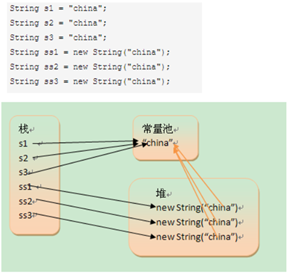 String s1 = "china";
String s2 = "china";
String s3 = "china";
String ss1 = new String("china");
String ss2 = new String("china");
String ss3 = new String("china");
栈
s1
s2
s3
ss1
ss2
ss3
常量池
“china”
堆
new String(“china”)
new String(“china”)
new String(“china”)